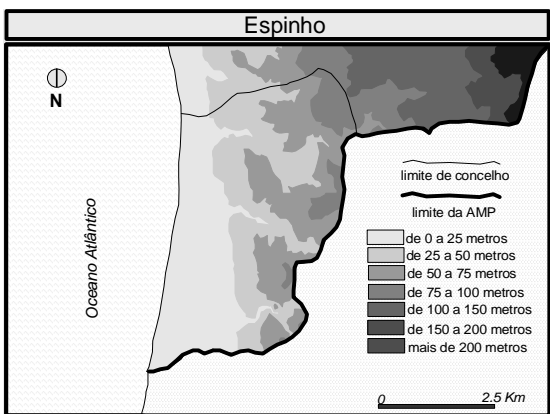 Espinho
N
Oceano Atlântico
limite de concelho
limite da AMP
de 0 a 25 metros
de 25 a 50 metros
de 50 a 75 metros
de 75 a 100 metros
de 100 a 150 metros
de 150 a 200 metros
mais de 200 metros
0 2.5 Km